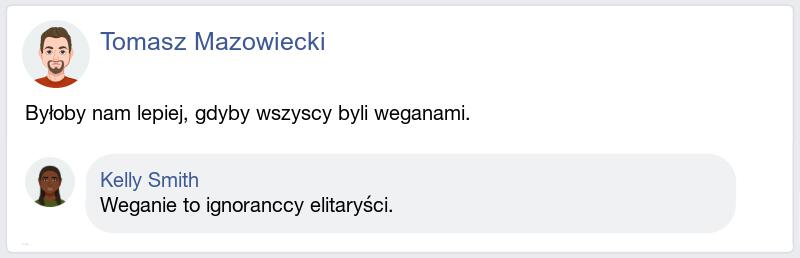 Tomasz Mazowiecki
Byłoby nam lepiej, gdyby wszyscy byli weganami.
Kelly Smith
Weganie to ignoranccy elitaryści.